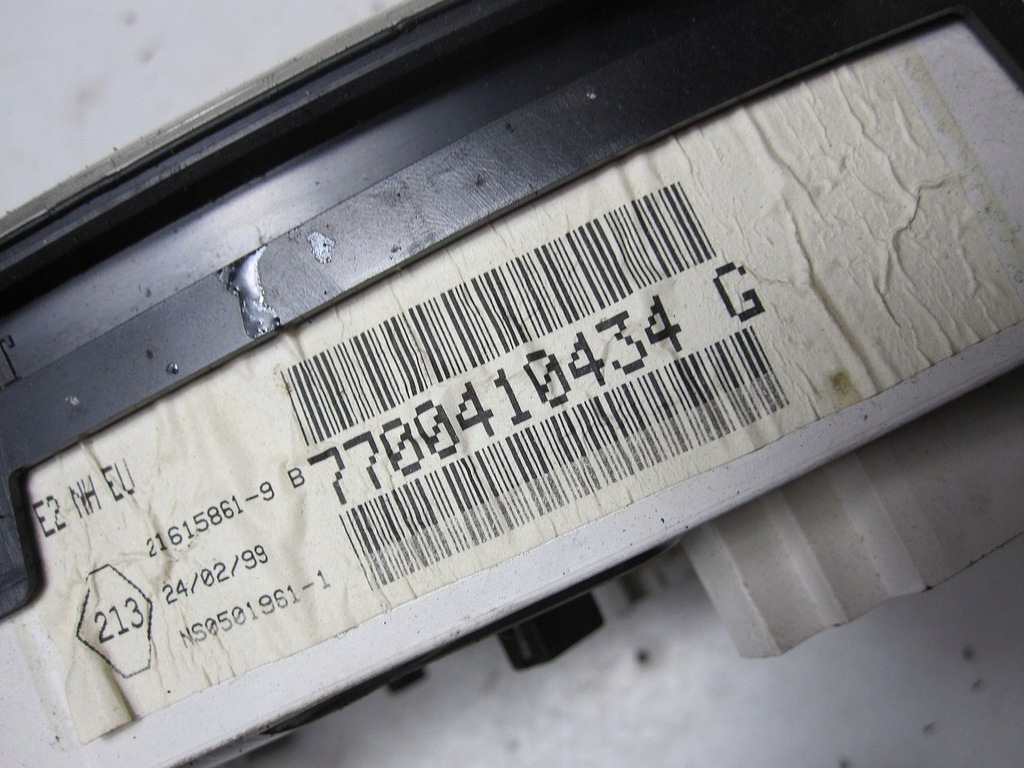 7700410434 G
E2 NH EU
21615861-9 B
24/02/99
NS0501961-1
213